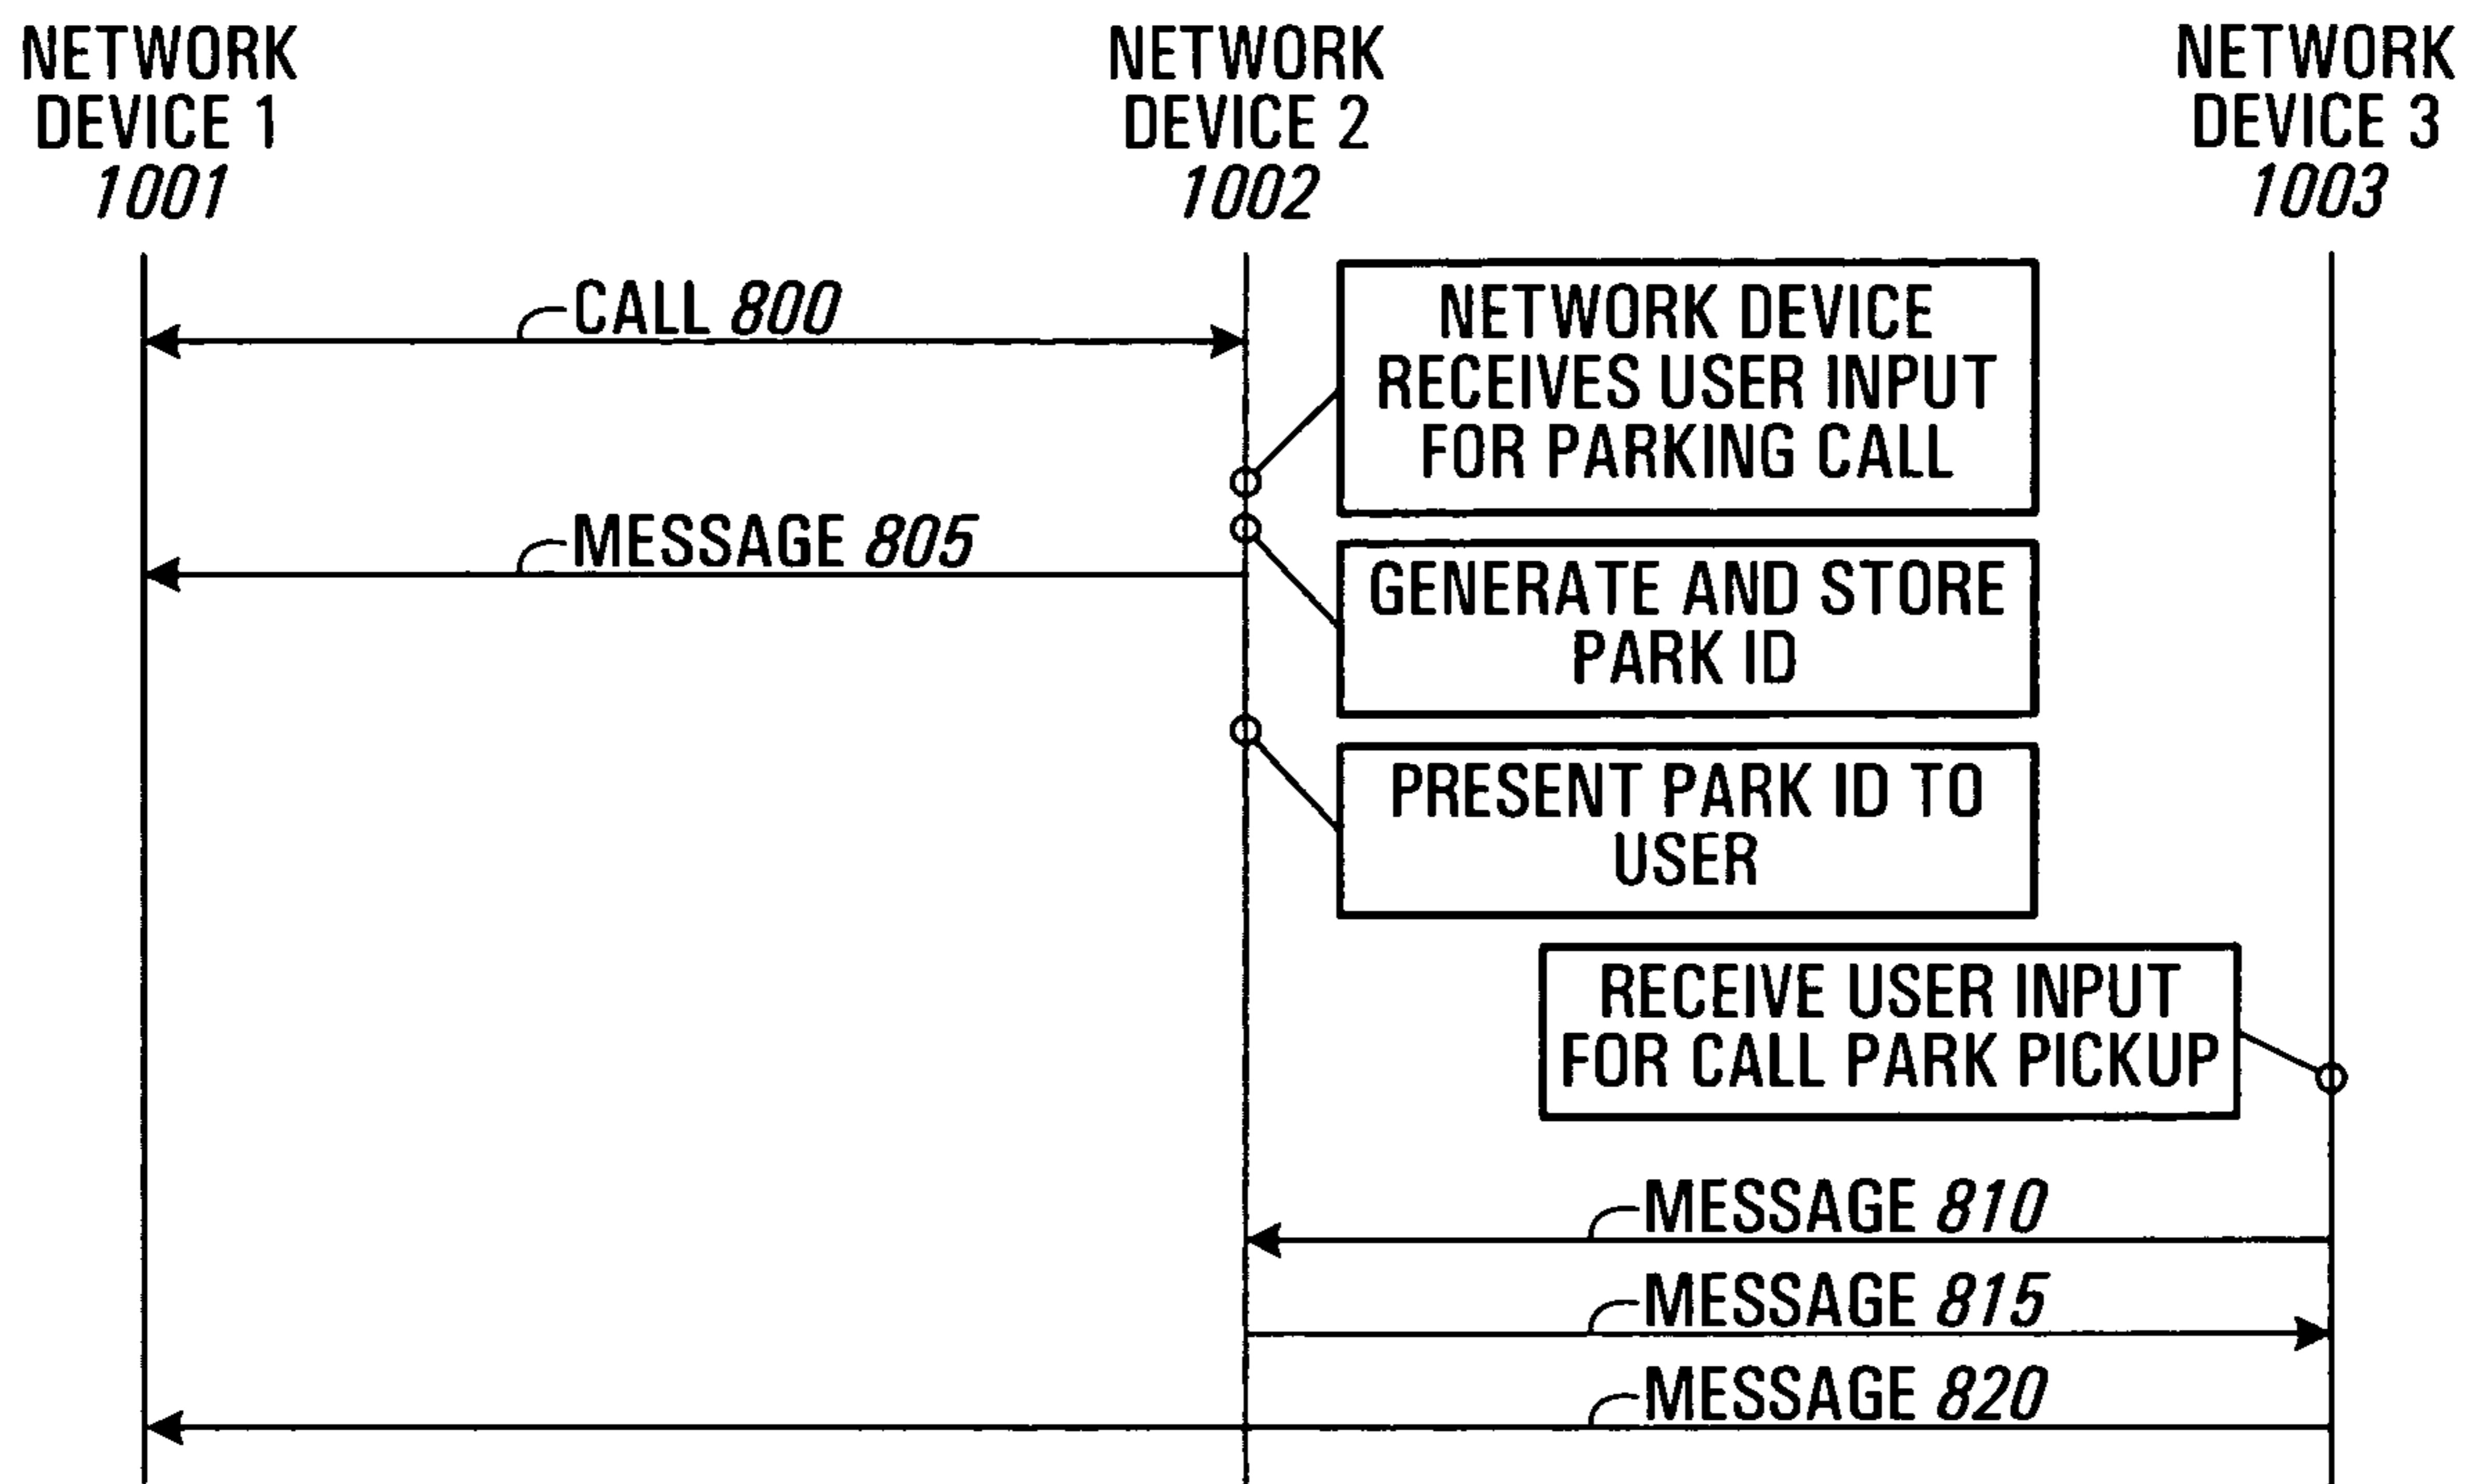 NETWORK
DEVICE 1
1001
NETWORK
DEVICE 2
1002
NETWORK
DEVICE 3
1003
CALL 800
NETWORK DEVICE
RECEIVES USER INPUT
FOR PARKING CALL
MESSAGE 805
GENERATE AND STORE
PARK ID
PRESENT PARK ID TO
USER
RECEIVE USER INPUT
FOR CALL PARK PICKUP
MESSAGE 810
MESSAGE 815
MESSAGE 820